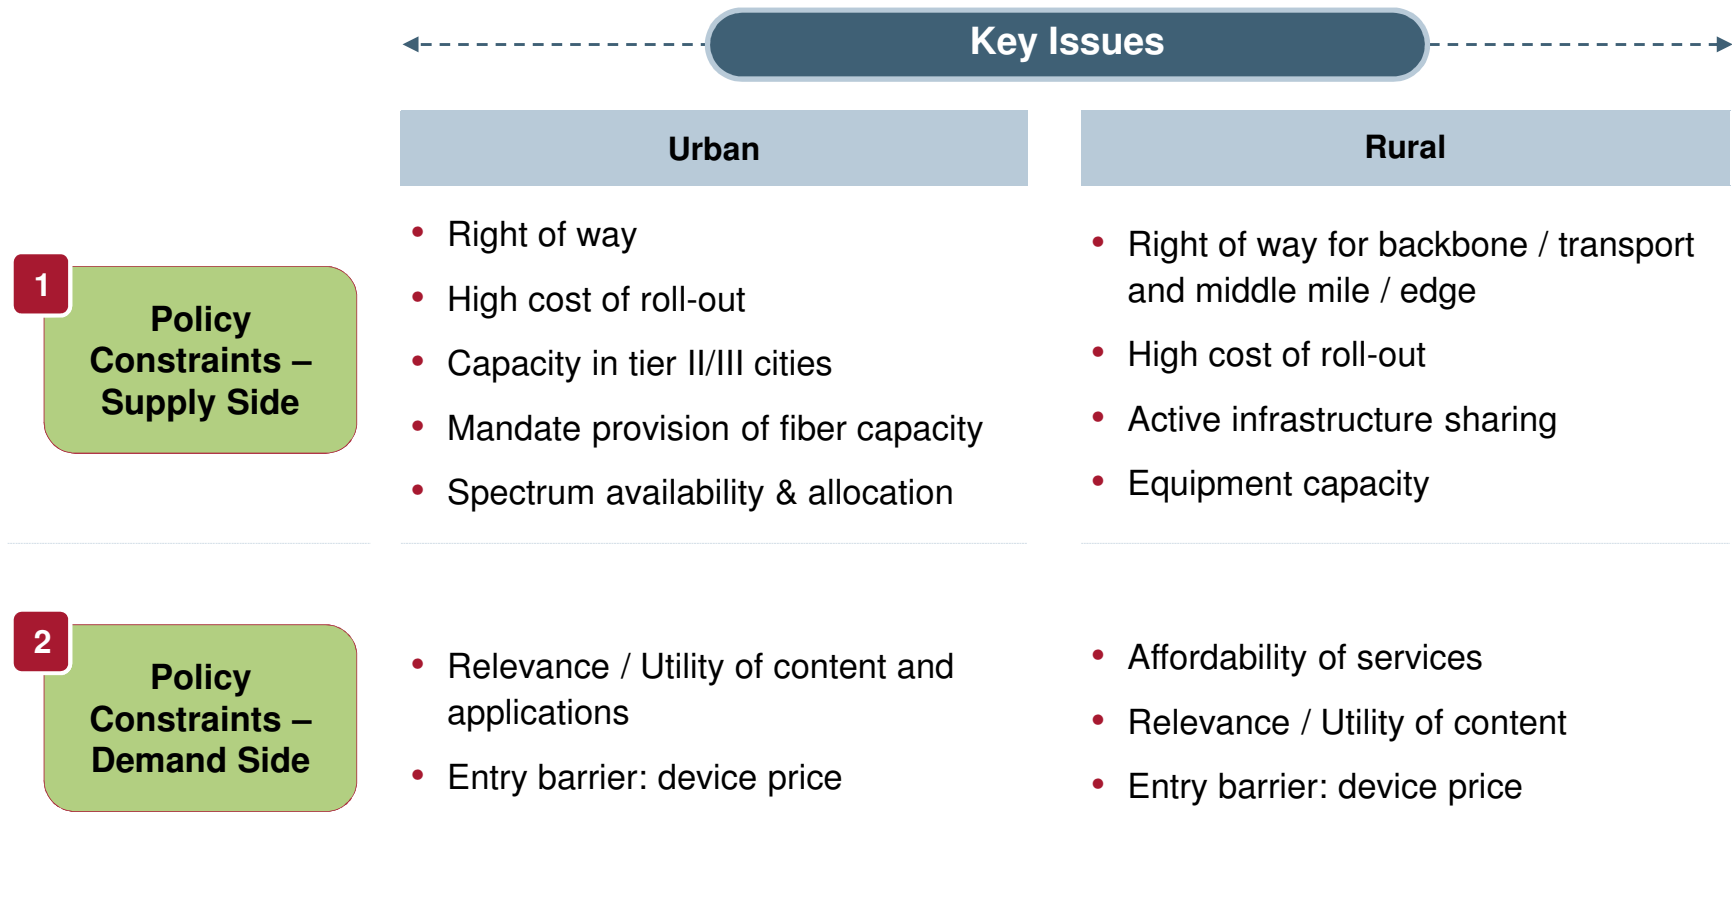 Key Issues
Urban
Rural
1
Policy
Constraints –
Supply Side
• Right of way
• High cost of roll-out
• Capacity in tier II/III cities
• Mandate provision of fiber capacity
• Spectrum availability & allocation
• Right of way for backbone / transport
and middle mile / edge
• High cost of roll-out
• Active infrastructure sharing
• Equipment capacity
2
Policy
Constraints –
Demand Side
• Relevance / Utility of content and
applications
• Entry barrier: device price
• Affordability of services
• Relevance / Utility of content
• Entry barrier: device price